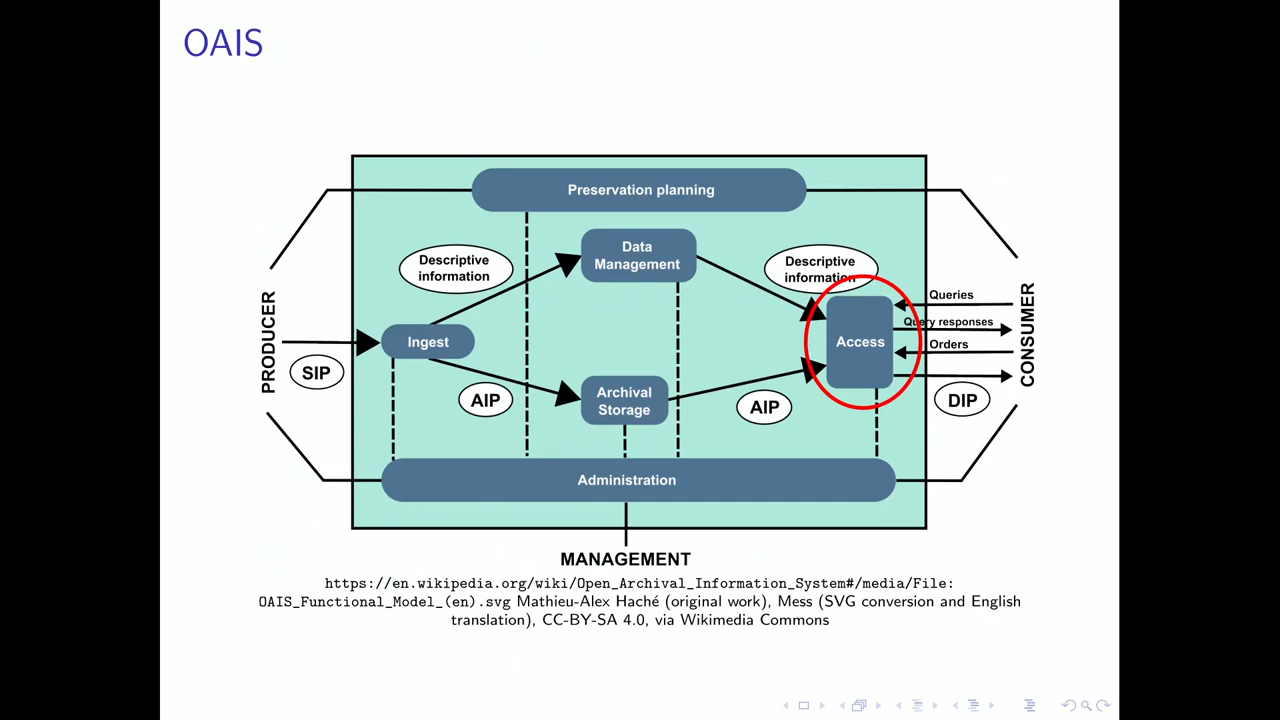 OAIS
Preservation planning
Data
Management
Descriptive
information
Descriptive
information
Queries
Query responses
Orders
PRODUCER
Ingest
Access
CONSUMER
SIP
AIP
Archival
Storage
AIP
DIP
Administration
MANAGEMENT
https://en.wikipedia.org/wiki/Open_Archival_Information_System#/media/File:
OAIS_Functional_Model_(en).svg Mathieu-Alex Haché (original work), Mess (SVG conversion and English
translation), CC-BY-SA 4.0, via Wikimedia Commons